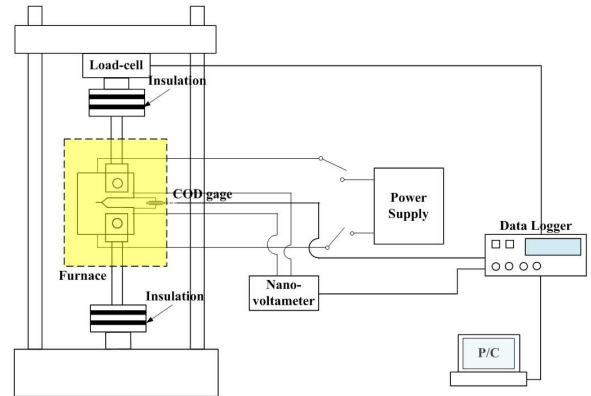 Load-cell
Insulation
COD gage
Power
Supply
Data Logger
Furnace
Nano-
voltameter
Insulation
P/C